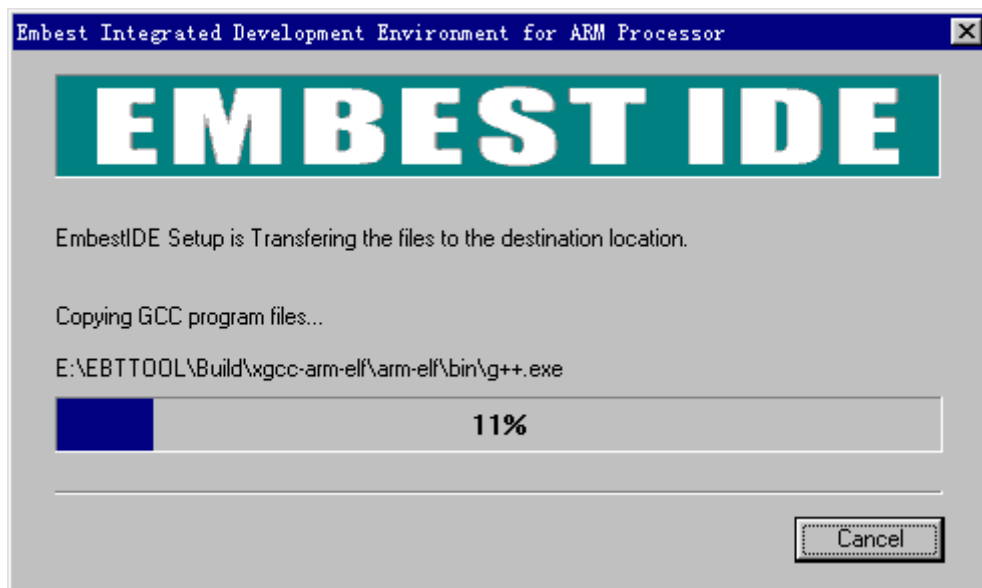 Embest Integrated Development Environment for ARM Processor
EMBEST IDE
EmbestIDE Setup is Transfering the files to the destination location.
Copying GCC program files...
E:\EBTTOOL\Build\xgcc-arm-elf\arm-elf\bin\g++.exe
11%
Cancel